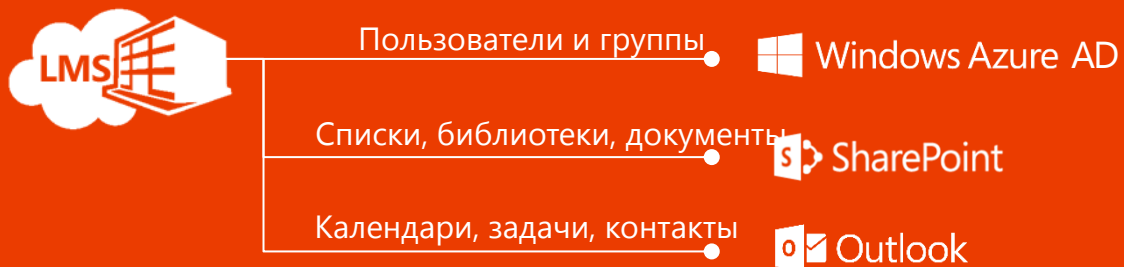 LMS
Пользователи и группы
Windows Azure AD
Списки, библиотеки, документы
S SharePoint
Календари, задачи, контакты
O Outlook